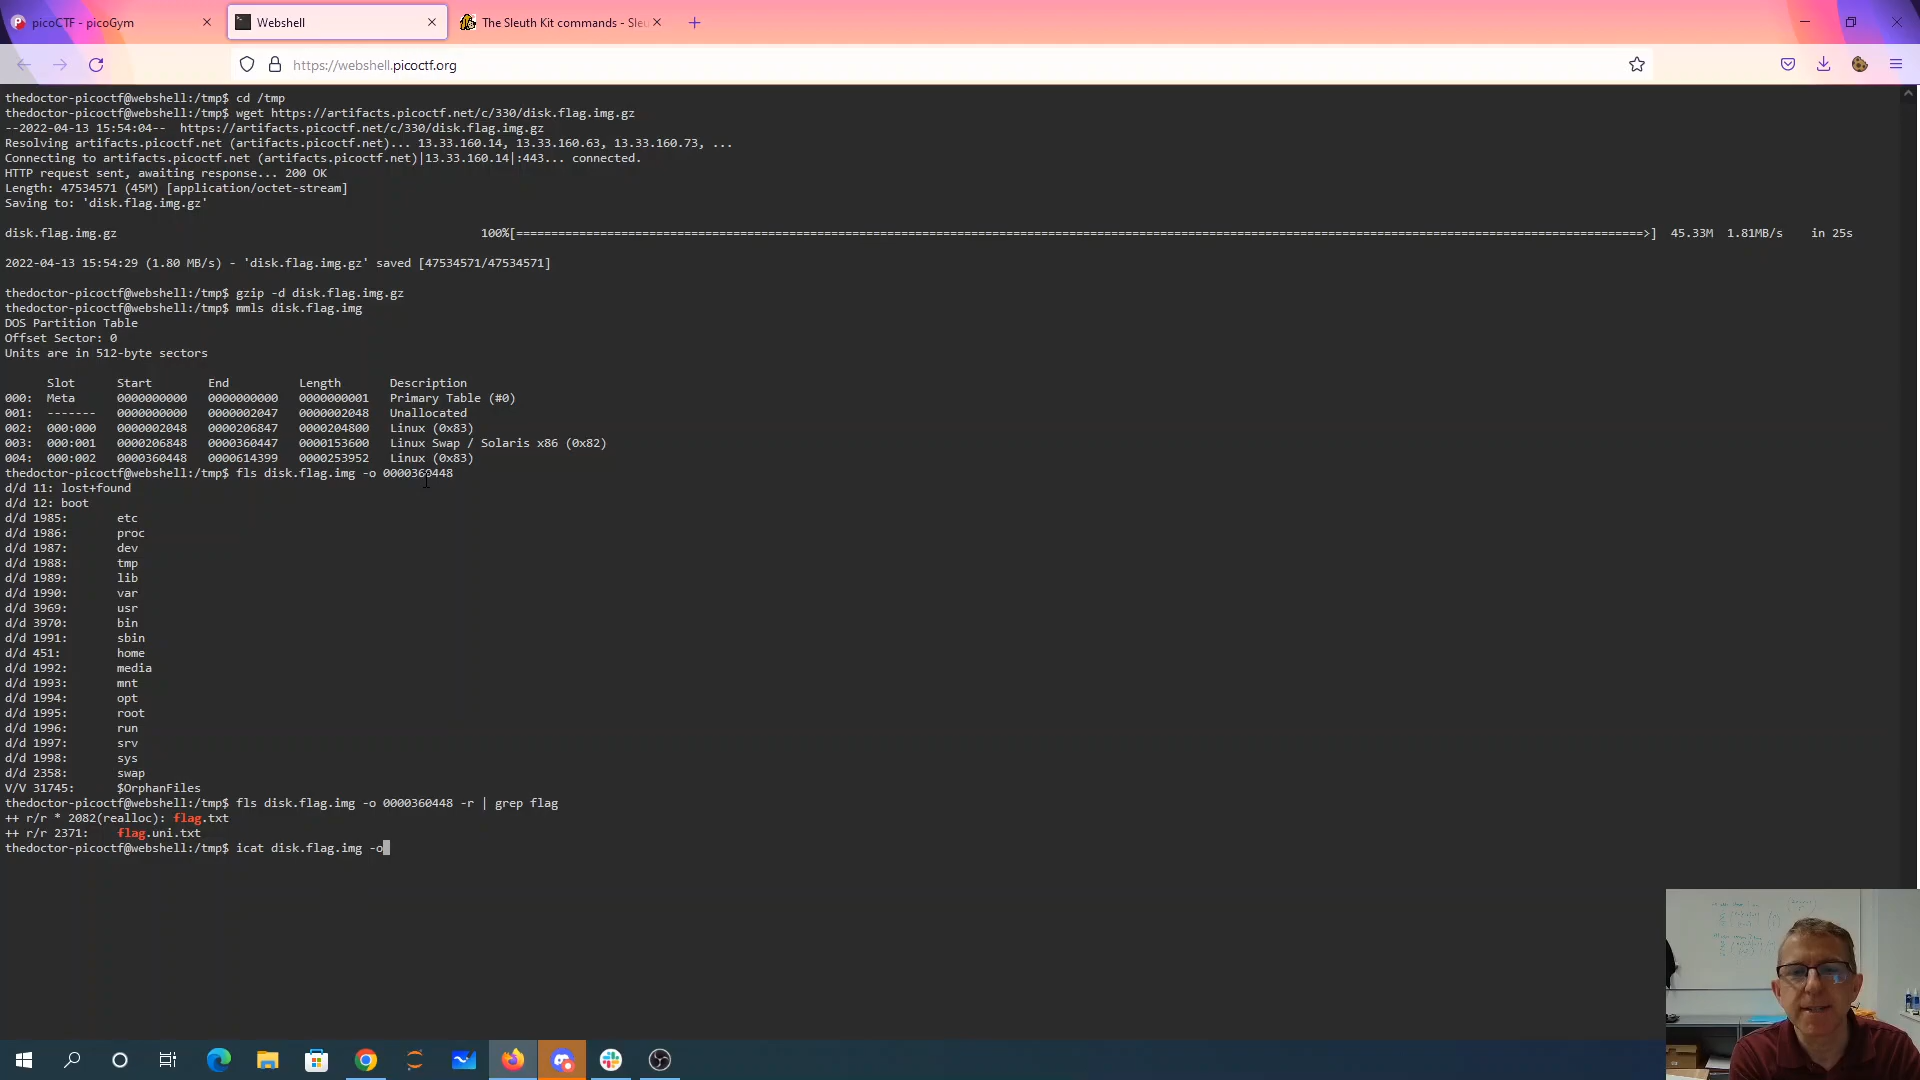 picoCTF - picoGym
Webshell
The Sleuth Kit commands - Sleu
https://webshell.picoctf.org
thedoctor-picoctf@webshell:/tmp$ cd /tmp
thedoctor-picoctf@webshell:/tmp$ wget https://artifacts.picoctf.net/c/330/disk.flag.img.gz
--2022-04-13 15:54:04--  https://artifacts.picoctf.net/c/330/disk.flag.img.gz
Resolving artifacts.picoctf.net (artifacts.picoctf.net)... 13.33.160.14, 13.33.160.63, 13.33.160.73, ...
Connecting to artifacts.picoctf.net (artifacts.picoctf.net)|13.33.160.14|:443... connected.
HTTP request sent, awaiting response... 200 OK
Length: 47534571 (45M) [application/octet-stream]
Saving to: 'disk.flag.img.gz'
disk.flag.img.gz 100%[=================================================>] 45.33M 1.81MB/s in 25s
2022-04-13 15:54:29 (1.80 MB/s) - 'disk.flag.img.gz' saved [47534571/47534571]
thedoctor-picoctf@webshell:/tmp$ gzip -d disk.flag.img.gz
thedoctor-picoctf@webshell:/tmp$ mmls disk.flag.img
DOS Partition Table
Offset Sector: 0
Units are in 512-byte sectors
Slot Start End Length Description
000: Meta 0000000000 0000000000 0000000001 Primary Table (#0)
001: ------- 0000000000 0000002047 0000002048 Unallocated
002: 000:000 0000002048 0000206847 0000204800 Linux (0x83)
003: 000:001 0000206848 0000360447 0000153600 Linux Swap / Solaris x86 (0x82)
004: 000:002 0000360448 0000614399 0000253952 Linux (0x83)
thedoctor-picoctf@webshell:/tmp$ fls disk.flag.img -o 0000360448
d/d 11: lost+found
d/d 12: boot
d/d 1985: etc
d/d 1986: proc
d/d 1987: dev
d/d 1988: tmp
d/d 1989: lib
d/d 1990: var
d/d 3969: usr
d/d 3970: bin
d/d 1991: sbin
d/d 451: home
d/d 1992: media
d/d 1993: mnt
d/d 1994: opt
d/d 1995: root
d/d 1996: run
d/d 1997: srv
d/d 1998: sys
d/d 2358: swap
V/V 31745: $OrphanFiles
thedoctor-picoctf@webshell:/tmp$ fls disk.flag.img -o 0000360448 -r | grep flag
++ r/r * 2082(realloc): flag.txt
++ r/r 2371: flag.uni.txt
thedoctor-picoctf@webshell:/tmp$ icat disk.flag.img -o